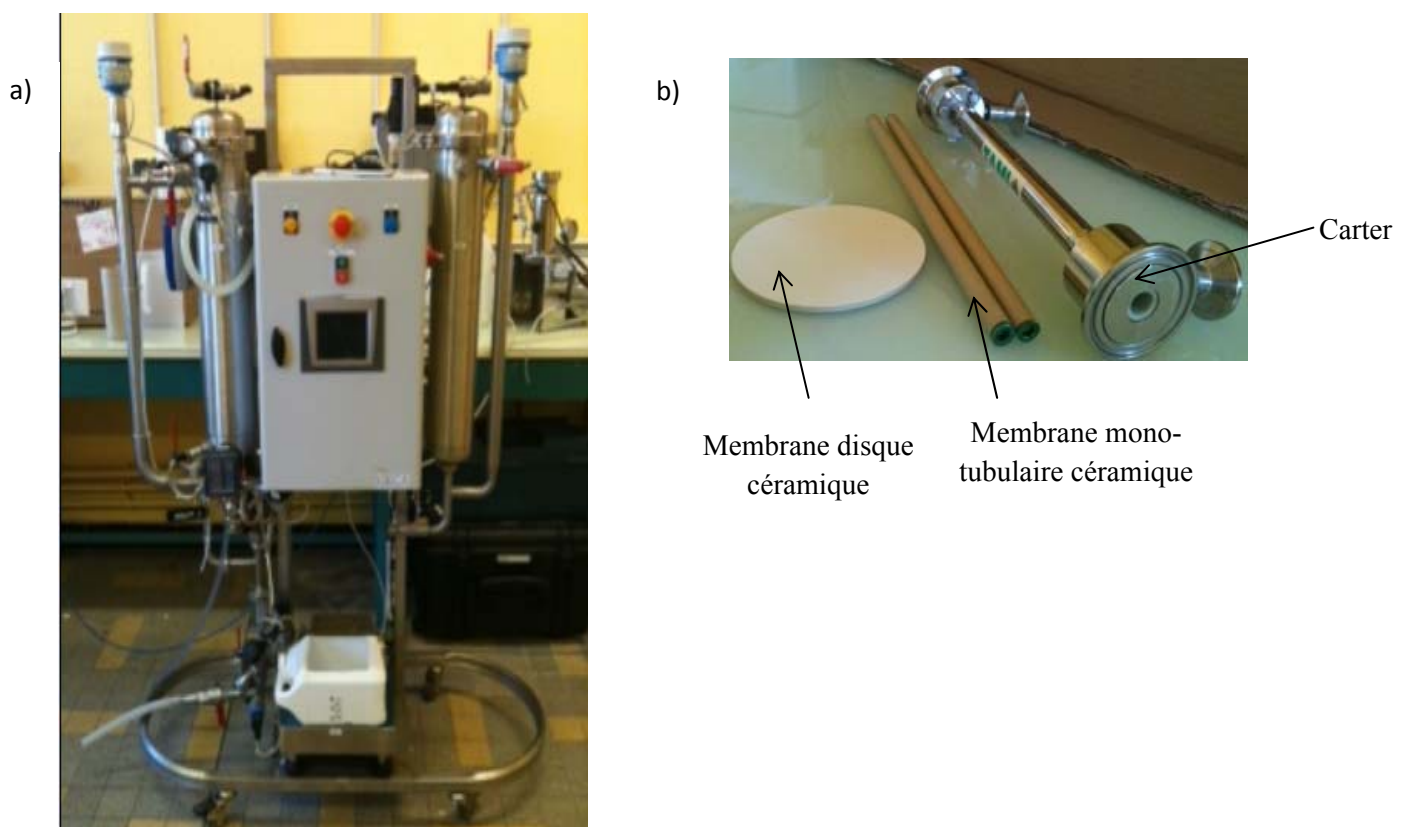 a)
b)
Carter
Membrane disque
céramique
Membrane mono-
tubulaire céramique